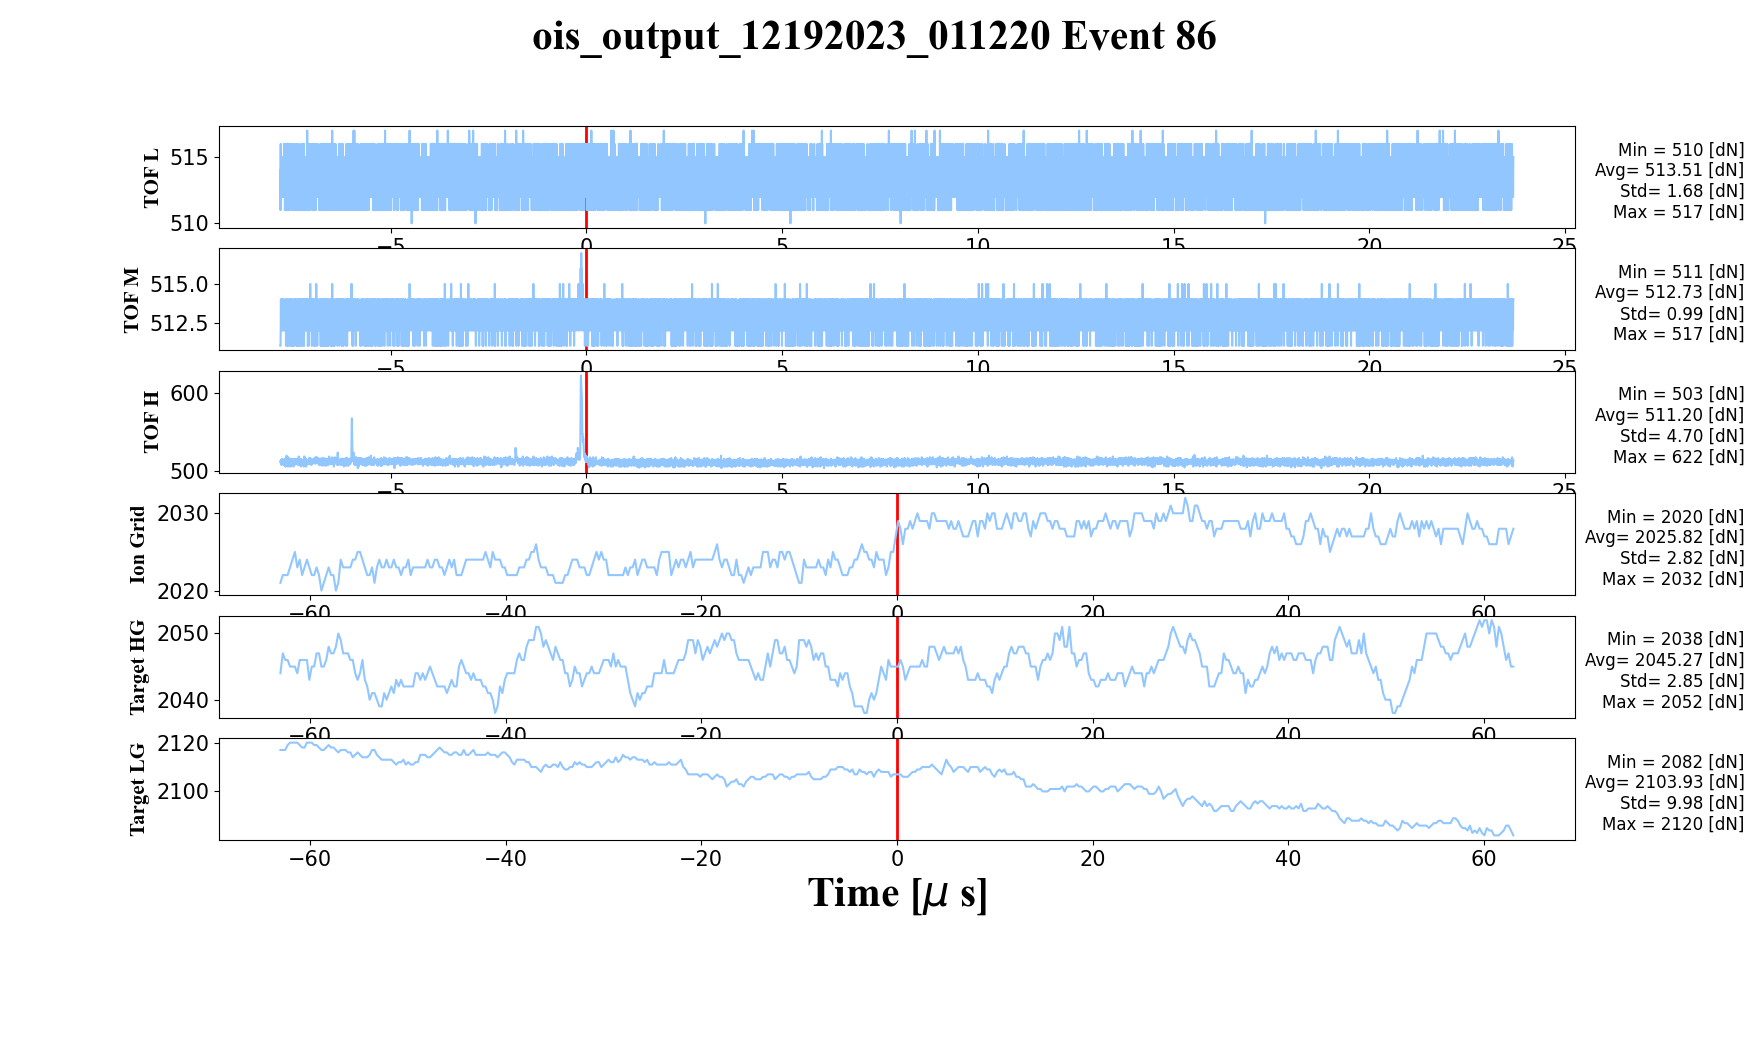 ois_output_12192023_011220 Event 86
TOF L
515
510
−5 0 5 10 15 20 25
Min = 510 [dN]
Avg= 513.51 [dN]
Std= 1.68 [dN]
Max = 517 [dN]
TOF M
515.0
512.5
−5 0 5 10 15 20 25
Min = 511 [dN]
Avg= 512.73 [dN]
Std= 0.99 [dN]
Max = 517 [dN]
TOF H
600
500
−5 0 5 10 15 20 25
Min = 503 [dN]
Avg= 511.20 [dN]
Std= 4.70 [dN]
Max = 622 [dN]
Ion Grid
2030
2020
−60 −40 −20 0 20 40 60
Min = 2020 [dN]
Avg= 2025.82 [dN]
Std= 2.82 [dN]
Max = 2032 [dN]
Target HG
2050
2040
−60 −40 −20 0 20 40 60
Min = 2038 [dN]
Avg= 2045.27 [dN]
Std= 2.85 [dN]
Max = 2052 [dN]
Target LG
2120
2100
−60 −40 −20 0 20 40 60
Min = 2082 [dN]
Avg= 2103.93 [dN]
Std= 9.98 [dN]
Max = 2120 [dN]
Time [μ s]